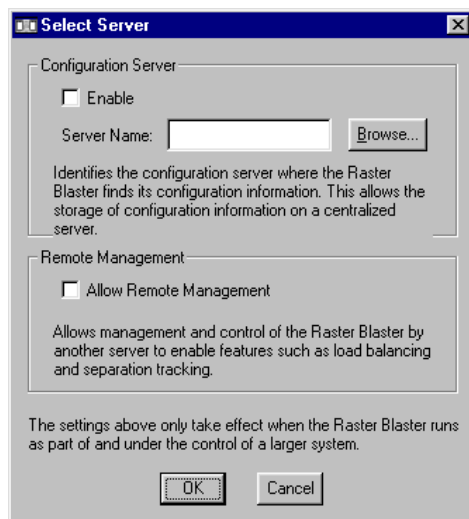 Select Server
Configuration Server
Enable
Server Name:
Browse...
Identifies the configuration server where the Raster
Blaster finds its configuration information. This allows the
storage of configuration information on a centralized
server.
Remote Management
Allow Remote Management
Allows management and control of the Raster Blaster by
another server to enable features such as load balancing
and separation tracking.
The settings above only take effect when the Raster Blaster runs
as part of and under the control of a larger system.
OK
Cancel